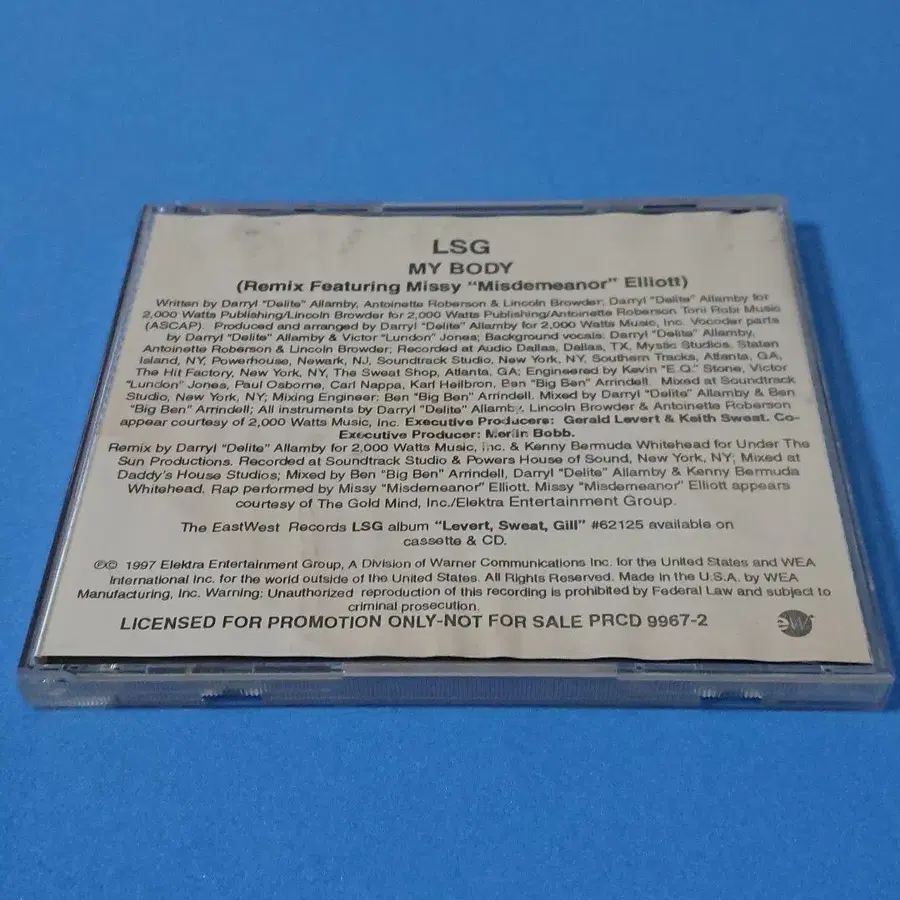 LSG
MY BODY
(Remix Featuring Missy "Misdemeanor" Elliott)
Written by Darryl "Delite" Allamby, Antoinette Roberson & Lincoln Browder; Darryl "Delite" Allamby for
2,000 Watts Publishing/Lincoln Browder for 2,000 Watts Publishing/Antoinette Roberson Toni Robi Music
(ASCAP). Produced and arranged by Darryl "Delite" Allamby for 2,000 Watts Music, Inc. Vocoder parts
by Darryl "Delite" Allamby & Victor "Lundon" Jones; Background vocals: Darryl "Delite" Allamby,
Antoinette Roberson & Lincoln Browder; Recorded at Audio Dallas, Dallas, TX, Mystic Studios. Staten
Island, NY, Powerhouse, Newark, NJ, Soundtrack Studio, New York, NY, Southern Tracks, Atlanta, GA,
The Hit Factory, New York, NY, The Sweat Shop, Atlanta, GA; Engineered by Kevin "E.Q." Stone, Victor
"Lundon" Jones, Paul Osborne, Carl Nappa, Karl Heilbron, Ben "Big Ben" Arrindell. Mixed at Soundtrack
Studio, New York, NY; Mixing Engineer; Ben "Big Ben" Arrindell. Mixed by Darryl "Delite" Allamby & Ben
"Big Ben" Arrindell; All instruments by Darryl "Delite" Allamby, Lincoln Browder & Antoinette Roberson
appear courtesy of 2,000 Watts Music, Inc. Executive Producers: Gerald Levert & Keith Sweat. Co-
Executive Producer: Merlin Bobb.
Remix by Darryl "Delite" Allamby for 2,000 Watts Music, Inc. & Kenny Bermuda Whitehead for Under The
Sun Productions. Recorded at Soundtrack Studio & Powers House of Sound, New York, NY; Mixed at
Daddy's House Studios; Mixed by Ben "Big Ben" Arrindell, Darryl "Delite" Allamby & Kenny Bermuda
Whitehead. Rap performed by Missy "Misdemeanor" Elliott. Missy "Misdemeanor" Elliott appears
courtesy of The Gold Mind, Inc./Elektra Entertainment Group.
The EastWest Records LSG album "Levert, Sweat, Gill" #62125 available on
cassette & CD.
℗© 1997 Elektra Entertainment Group, A Division of Warner Communications Inc. for the United States and WEA
International Inc. for the world outside of the United States. All Rights Reserved. Made in the U.S.A. by WEA
Manufacturing, Inc. Warning: Unauthorized reproduction of this recording is prohibited by Federal Law and subject to
criminal prosecution.
LICENSED FOR PROMOTION ONLY-NOT FOR SALE PRCD 9967-2
eW